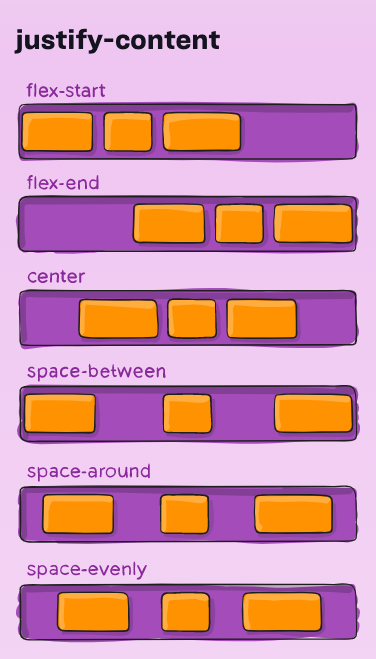 justify-content
flex-start
flex-end
center
space-between
space-around
space-evenly